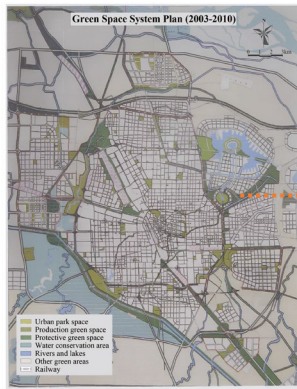 Green Space System Plan (2003-2010)
Urban park space
Production green space
Protective green space
Water conservation area
Rivers and lakes
Other green areas
Railway